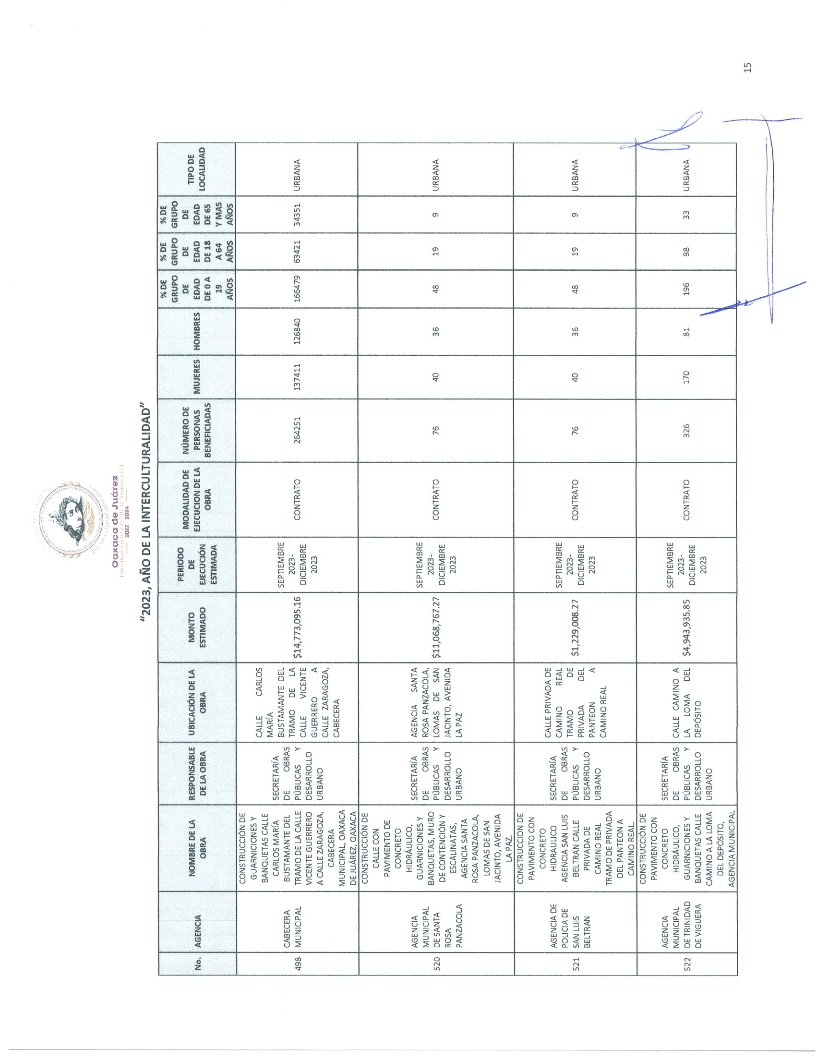 Oaxaca de Juárez
2022 2024
"2023, AÑO DE LA INTERCULTURALIDAD"
No.
AGENCIA
NOMBRE DE LA
OBRA
RESPONSABLE
DE LA OBRA
UBICACIÓN DE LA
OBRA
MONTO
ESTIMADO
PERIODO
DE
EJECUCIÓN
ESTIMADA
MODALIDAD DE
EJECUCION DE LA
OBRA
NÚMERO DE
PERSONAS
BENEFICIADAS
MUJERES
HOMBRES
% DE
GRUPO
DE
EDAD
DE 0 A
19
AÑOS
% DE
GRUPO
DE
EDAD
DE 18
A 64
AÑOS
% DE
GRUPO
DE
EDAD
DE 65
Y MAS
AÑOS
TIPO DE
LOCALIDAD
498
CABECERA
MUNICIPAL
CONSTRUCCIÓN DE
GUARNICIONES Y
BANQUETAS CALLE
CARLOS MARÍA
BUSTAMANTE DEL
TRAMO DE LA CALLE
VICENTE GUERRERO
A CALLE ZARAGOZA,
CABECERA
MUNICIPAL, OAXACA
DE JUÁREZ, OAXACA
SECRETARÍA
DE OBRAS
PÚBLICAS Y
DESARROLLO
URBANO
CALLE CARLOS
MARÍA
BUSTAMANTE DEL
TRAMO DE LA
CALLE VICENTE
GUERRERO A
CALLE ZARAGOZA,
CABECERA
$14,773,095.16
SEPTIEMBRE
2023-
DICIEMBRE
2023
CONTRATO
264251
137411
126840
166479
63421
34351
URBANA
520
AGENCIA
MUNICIPAL
DE SANTA
ROSA
PANZACOLA
CONSTRUCCIÓN DE
CALLE CON
PAVIMENTO DE
CONCRETO
HIDRÁULICO,
GUARNICIONES Y
BANQUETAS, MURO
DE CONTENCIÓN Y
ESCALINATAS,
AGENCIA SANTA
ROSA PANZACOLA,
LOMAS DE SAN
JACINTO, AVENIDA
LA PAZ.
SECRETARÍA
DE OBRAS
PÚBLICAS Y
DESARROLLO
URBANO
AGENCIA SANTA
ROSA PANZACOLA,
LOMAS DE SAN
JACINTO, AVENIDA
LA PAZ
$11,068,767.27
SEPTIEMBRE
2023-
DICIEMBRE
2023
CONTRATO
76
40
36
48
19
9
URBANA
521
AGENCIA DE
POLICIA DE
SAN LUIS
BELTRAN
CONSTRUCCION DE
PAVIMENTO CON
CONCRETO
HIDRAULICO
AGENCIA SAN LUIS
BELTRAN CALLE
PRIVADA DE
CAMINO REAL
TRAMO DE PRIVADA
DEL PANTEON A
CAMINO REAL
SECRETARÍA
DE OBRAS
PÚBLICAS Y
DESARROLLO
URBANO
CALLE PRIVADA DE
CAMINO REAL
TRAMO DE
PRIVADA DEL
PANTEON A
CAMINO REAL
$1,229,008.27
SEPTIEMBRE
2023-
DICIEMBRE
2023
CONTRATO
76
40
36
48
19
9
URBANA
522
AGENCIA
MUNICIPAL
DE TRINIDAD
DE VIGUERA
CONSTRUCCIÓN DE
PAVIMENTO CON
CONCRETO
HIDRÁULICO,
GUARNICIONES Y
BANQUETAS CALLE
CAMINO A LA LOMA
DEL DEPÓSITO,
AGENCIA MUNICIPAL
SECRETARÍA
DE OBRAS
PÚBLICAS Y
DESARROLLO
URBANO
CALLE CAMINO A
LA LOMA DEL
DEPÓSITO
$4,943,935.85
SEPTIEMBRE
2023-
DICIEMBRE
2023
CONTRATO
326
170
81
196
98
33
URBANA
15